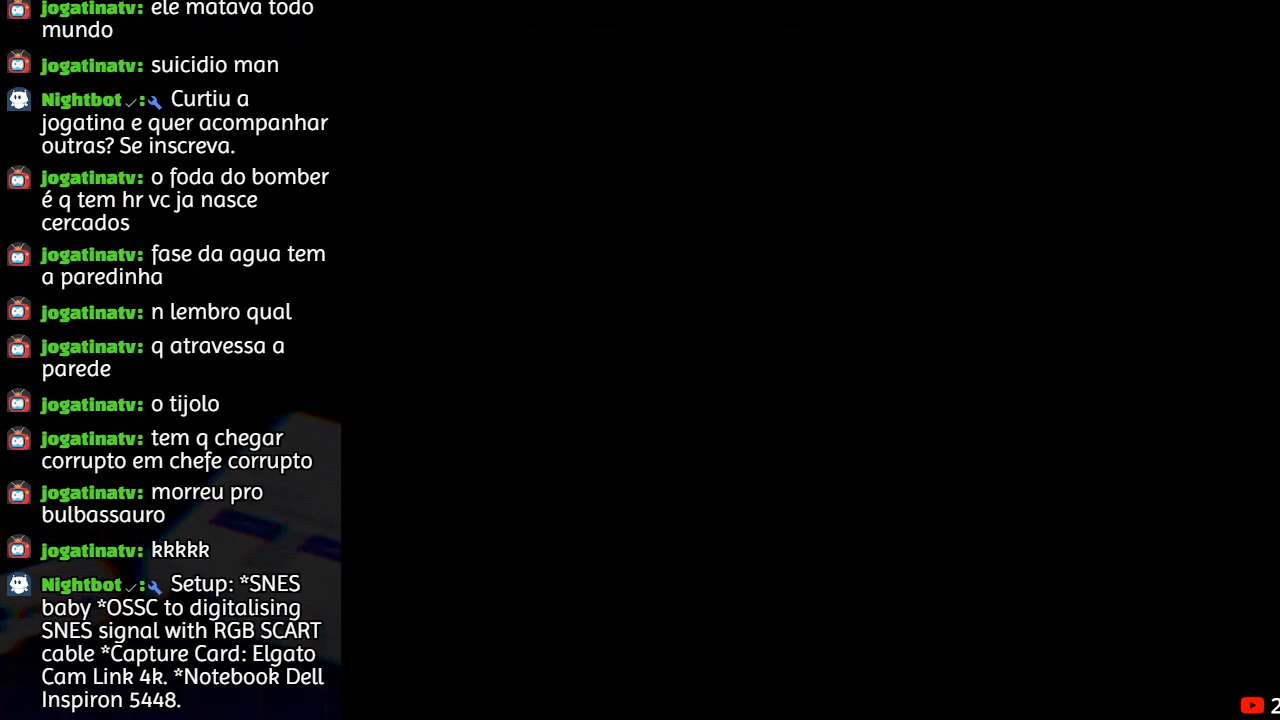 jogatinatv: ele matava todo
mundo
jogatinatv: suicidio man
Nightbot: Curtiu a
jogatina e quer acompanhar
outras? Se inscreva.
jogatinatv: o foda do bomber
é q tem hr vc ja nasce
cercados
jogatinatv: fase da agua tem
a paredinha
jogatinatv: n lembro qual
jogatinatv: q atravessa a
parede
jogatinatv: o tijolo
jogatinatv: tem q chegar
corrupto em chefe corrupto
jogatinatv: morreu pro
bulbassauro
jogatinatv: kkkkk
Nightbot: Setup: *SNES
baby *OSSC to digitalising
SNES signal with RGB SCART
cable *Capture Card: Elgato
Cam Link 4k. *Notebook Dell
Inspiron 5448.
2